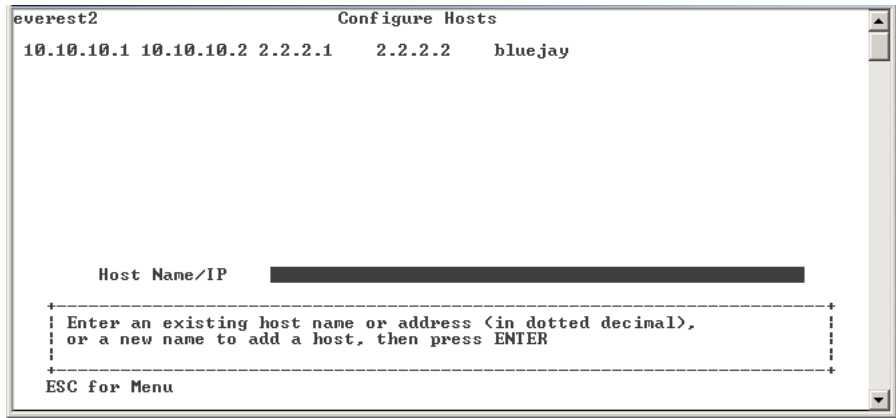 everest2 Configure Hosts
10.10.10.1 10.10.10.2 2.2.2.1 2.2.2.2 bluejay
Host Name/IP
Enter an existing host name or address (in dotted decimal),
or a new name to add a host, then press ENTER
ESC for Menu